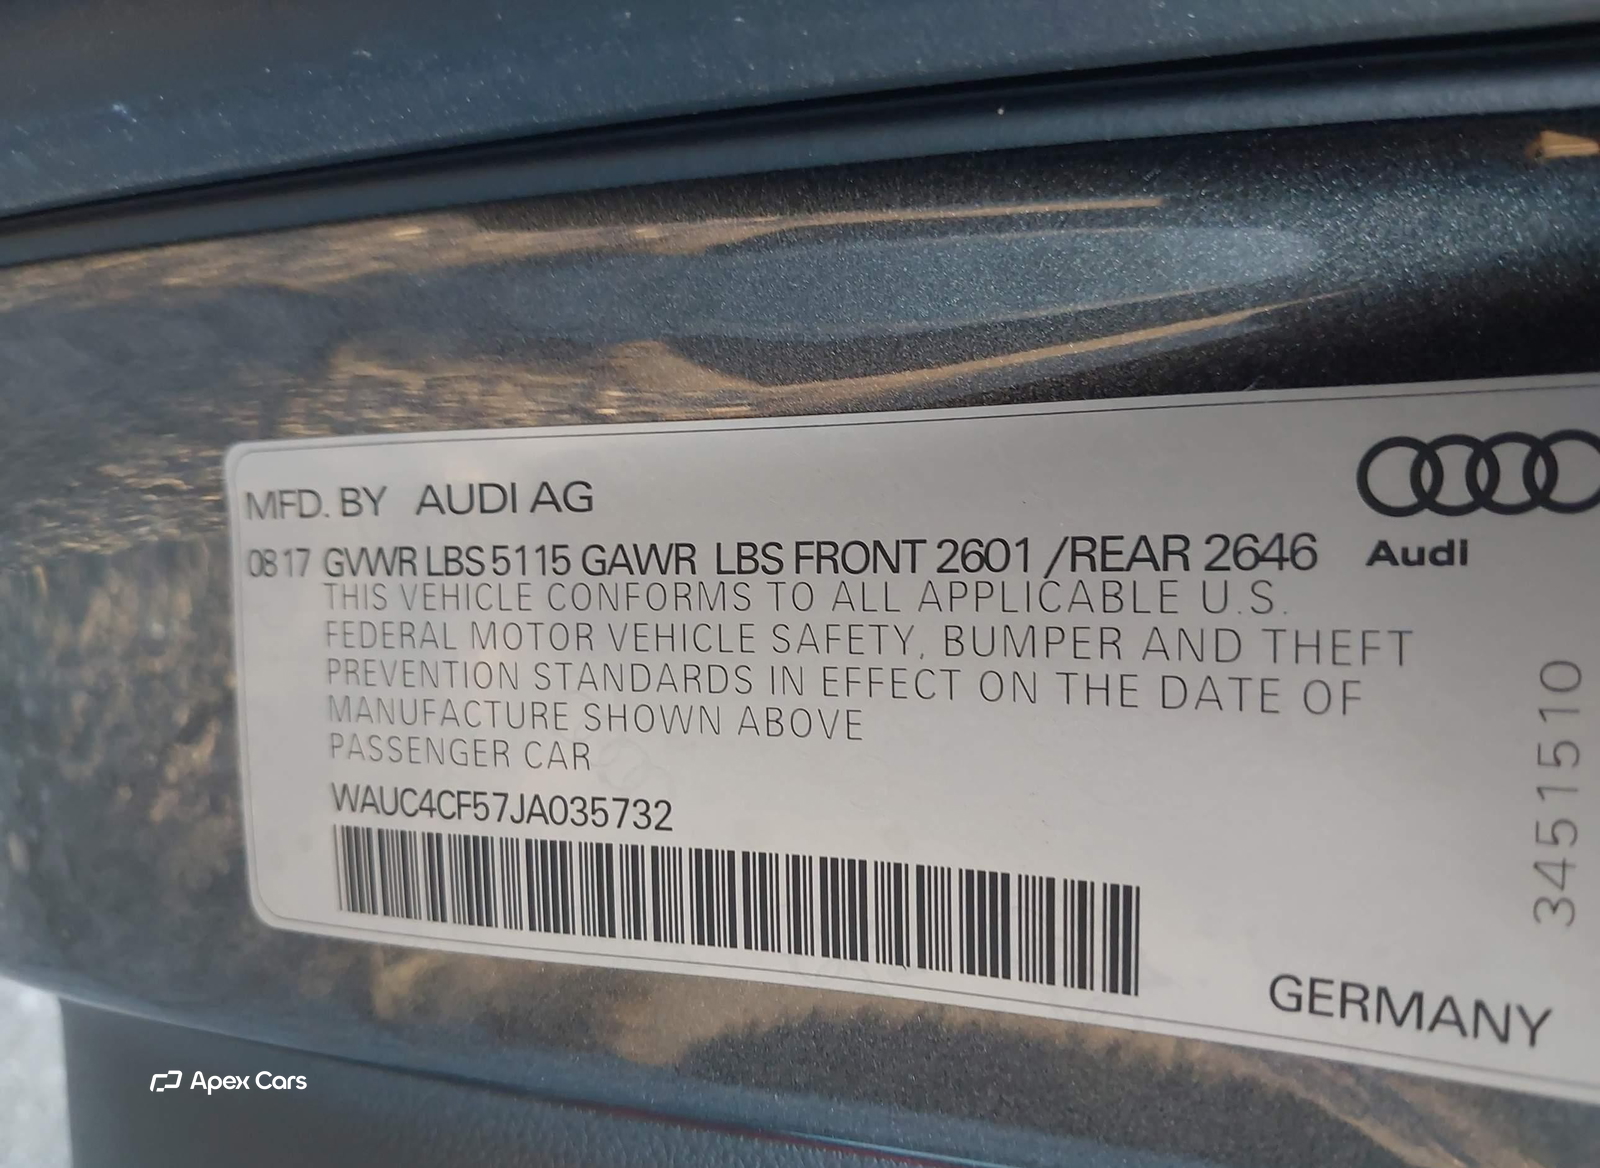 MFD. BY AUDI AG
0817 GVWR LBS 5115 GAWR LBS FRONT 2601 /REAR 2646
Audi
THIS VEHICLE CONFORMS TO ALL APPLICABLE U.S.
FEDERAL MOTOR VEHICLE SAFETY, BUMPER AND THEFT
PREVENTION STANDARDS IN EFFECT ON THE DATE OF
MANUFACTURE SHOWN ABOVE
PASSENGER CAR
WAUC4CF57JA035732
3451510
GERMANY
Apex Cars